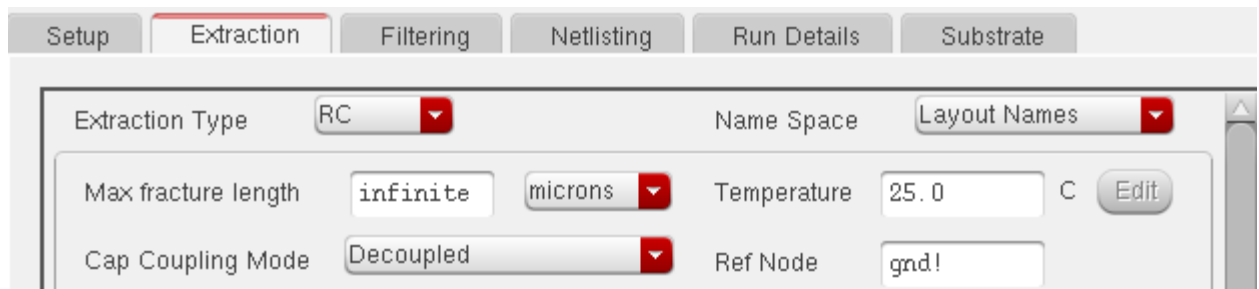 Setup Extraction Filtering Netlisting Run Details Substrate
Extraction Type RC Name Space Layout Names
Max fracture length infinite microns Temperature 25.0 C Edit
Cap Coupling Mode Decoupled Ref Node gnd!